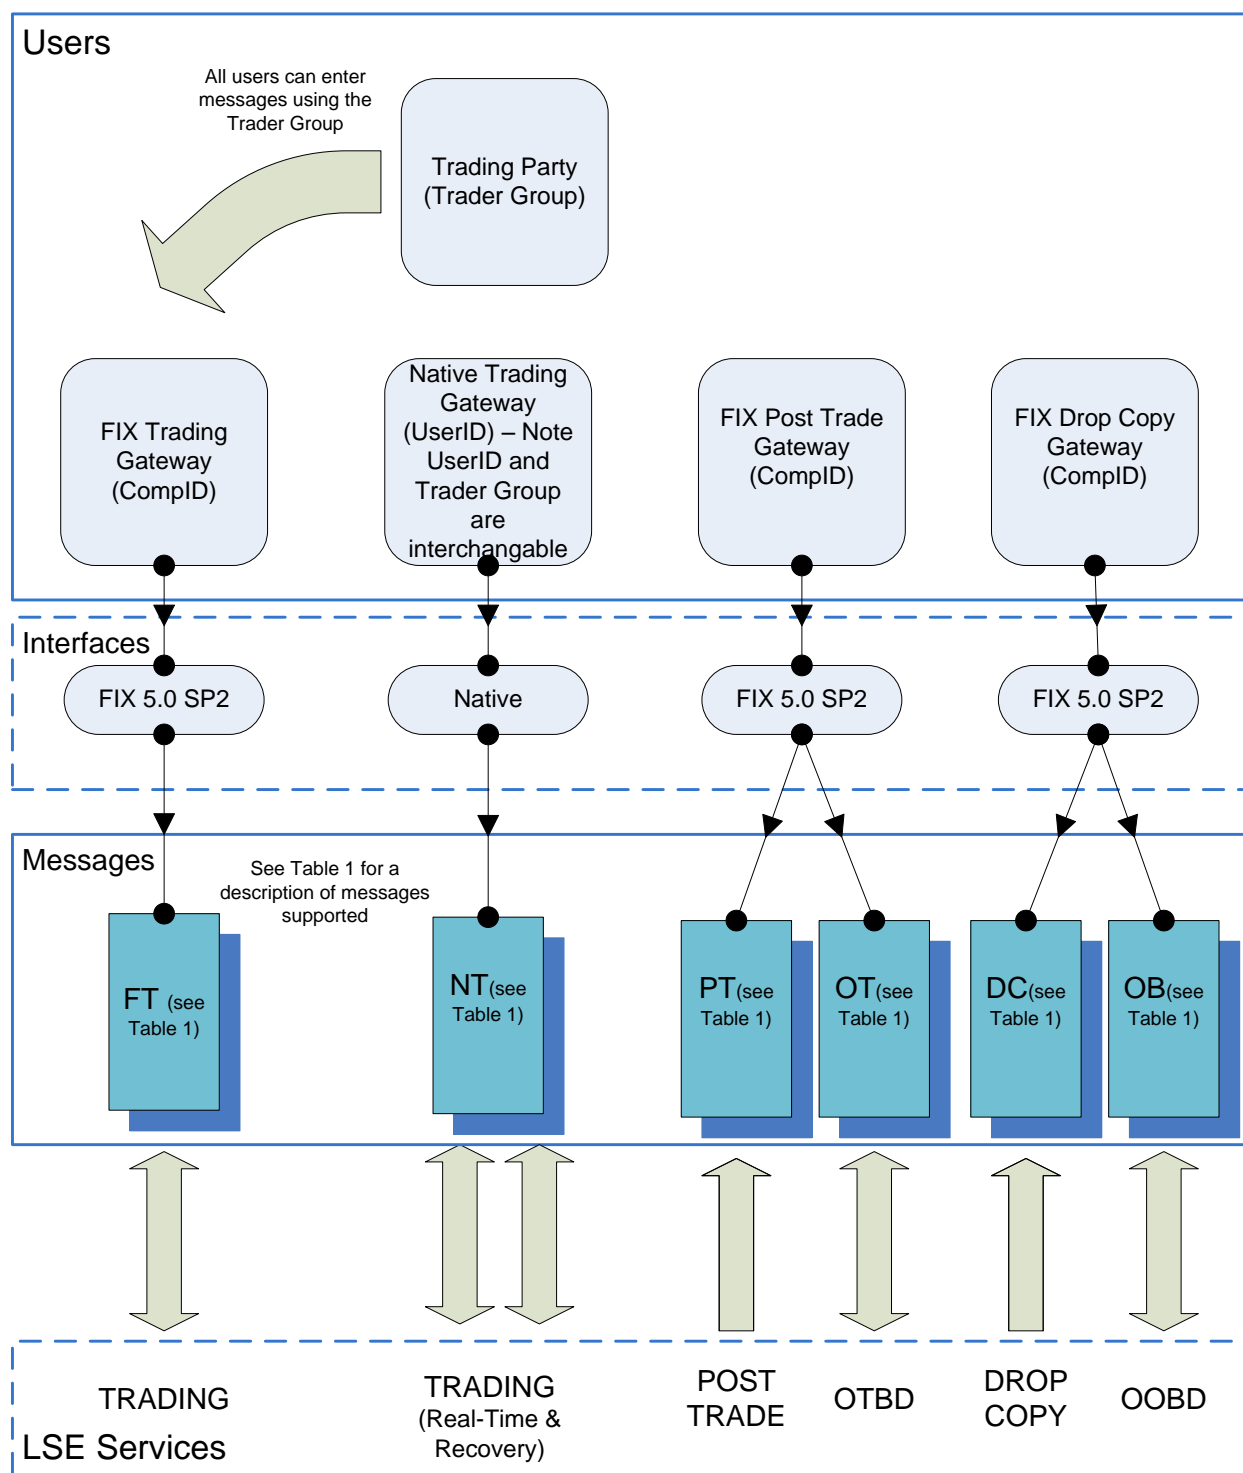 Users
All users can enter
messages using the
Trader Group
Trading Party
(Trader Group)
FIX Trading
Gateway
(CompID)
Native Trading
Gateway
(UserID) – Note
UserID and
Trader Group
are
interchangable
FIX Post Trade
Gateway
(CompID)
FIX Drop Copy
Gateway
(CompID)
Interfaces
FIX 5.0 SP2
Native
FIX 5.0 SP2
FIX 5.0 SP2
Messages
See Table 1 for a
description of messages
supported
FT (see
Table 1)
NT(see
Table 1)
PT(see
Table 1)
OT(see
Table 1)
DC(see
Table 1)
OB(see
Table 1)
TRADING
TRADING
(Real-Time &
Recovery)
POST
TRADE
OTBD
DROP
COPY
OOBD
LSE Services